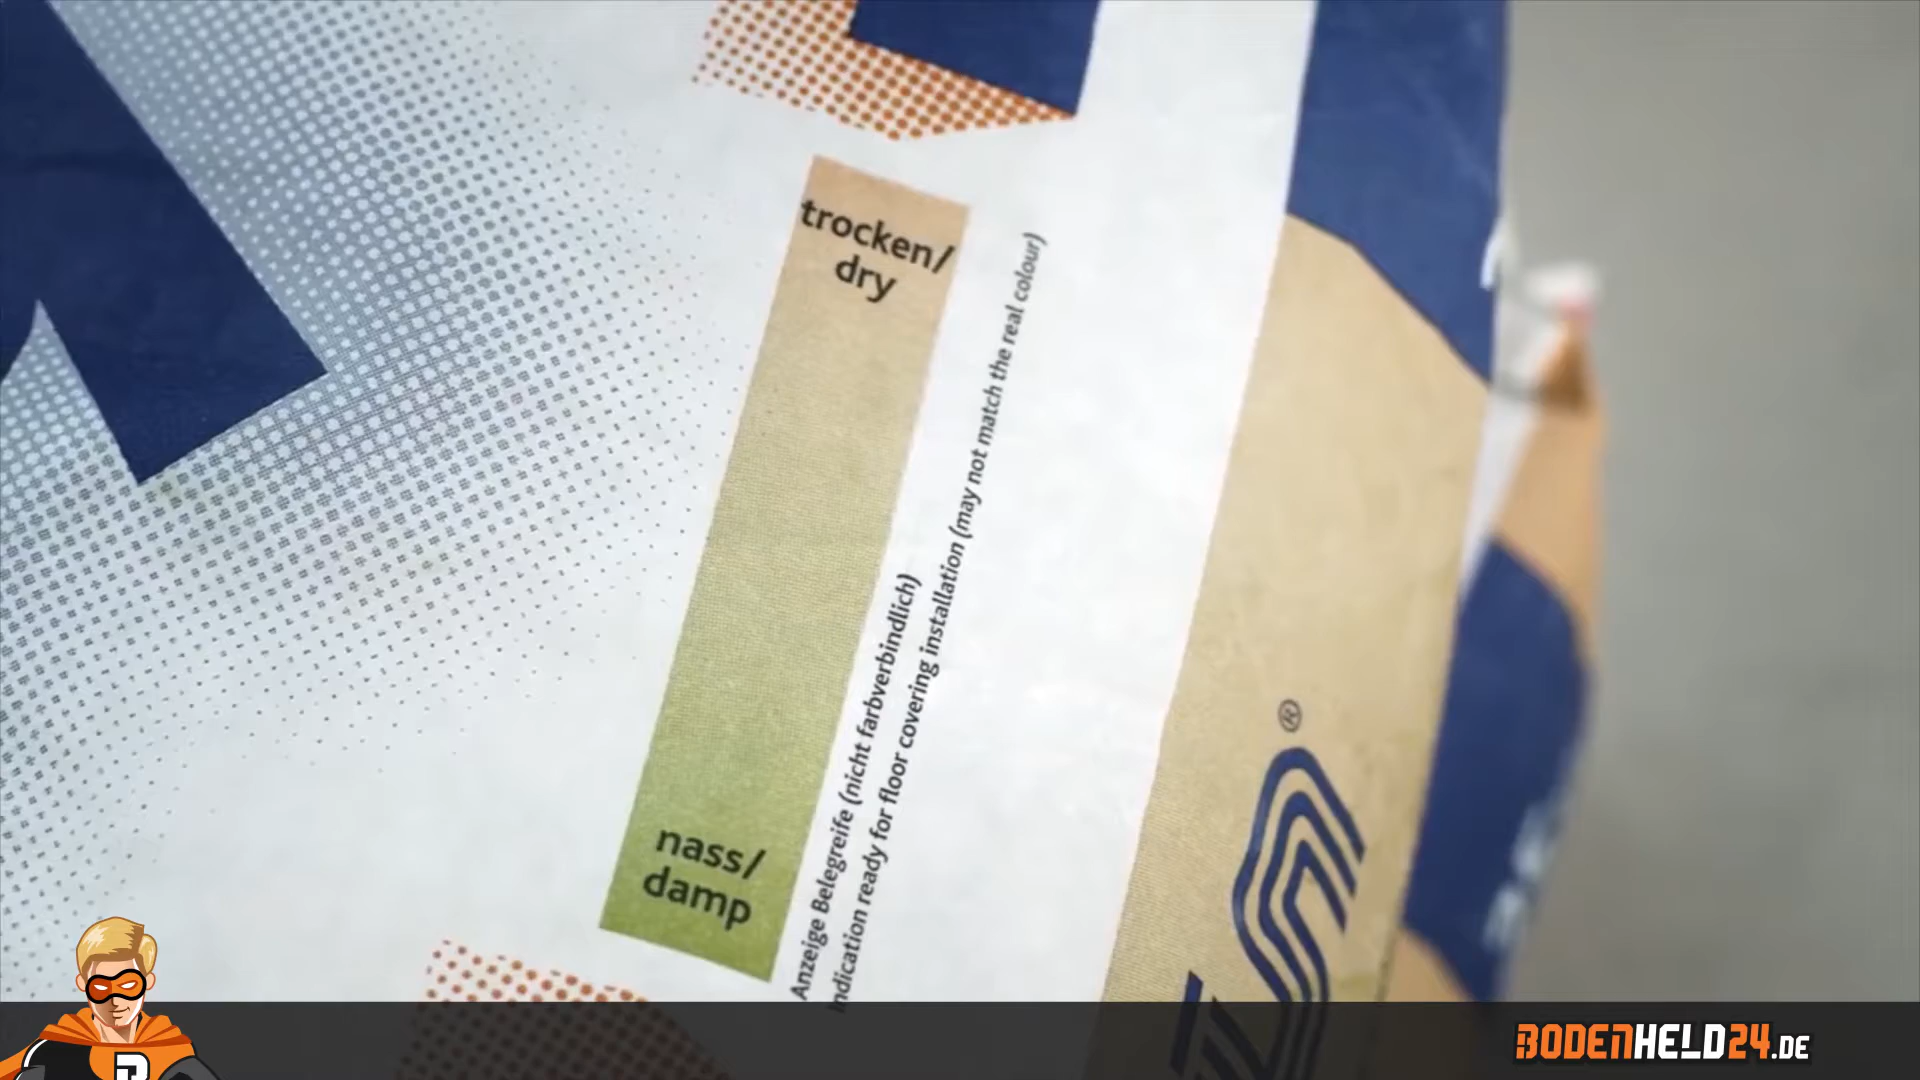 trocken/
dry
nass/
damp
Anzeige Belegreife (nicht farbverbindlich)
Indication ready for floor covering installation (may not match the real colour)
®
BODENHELD24.DE